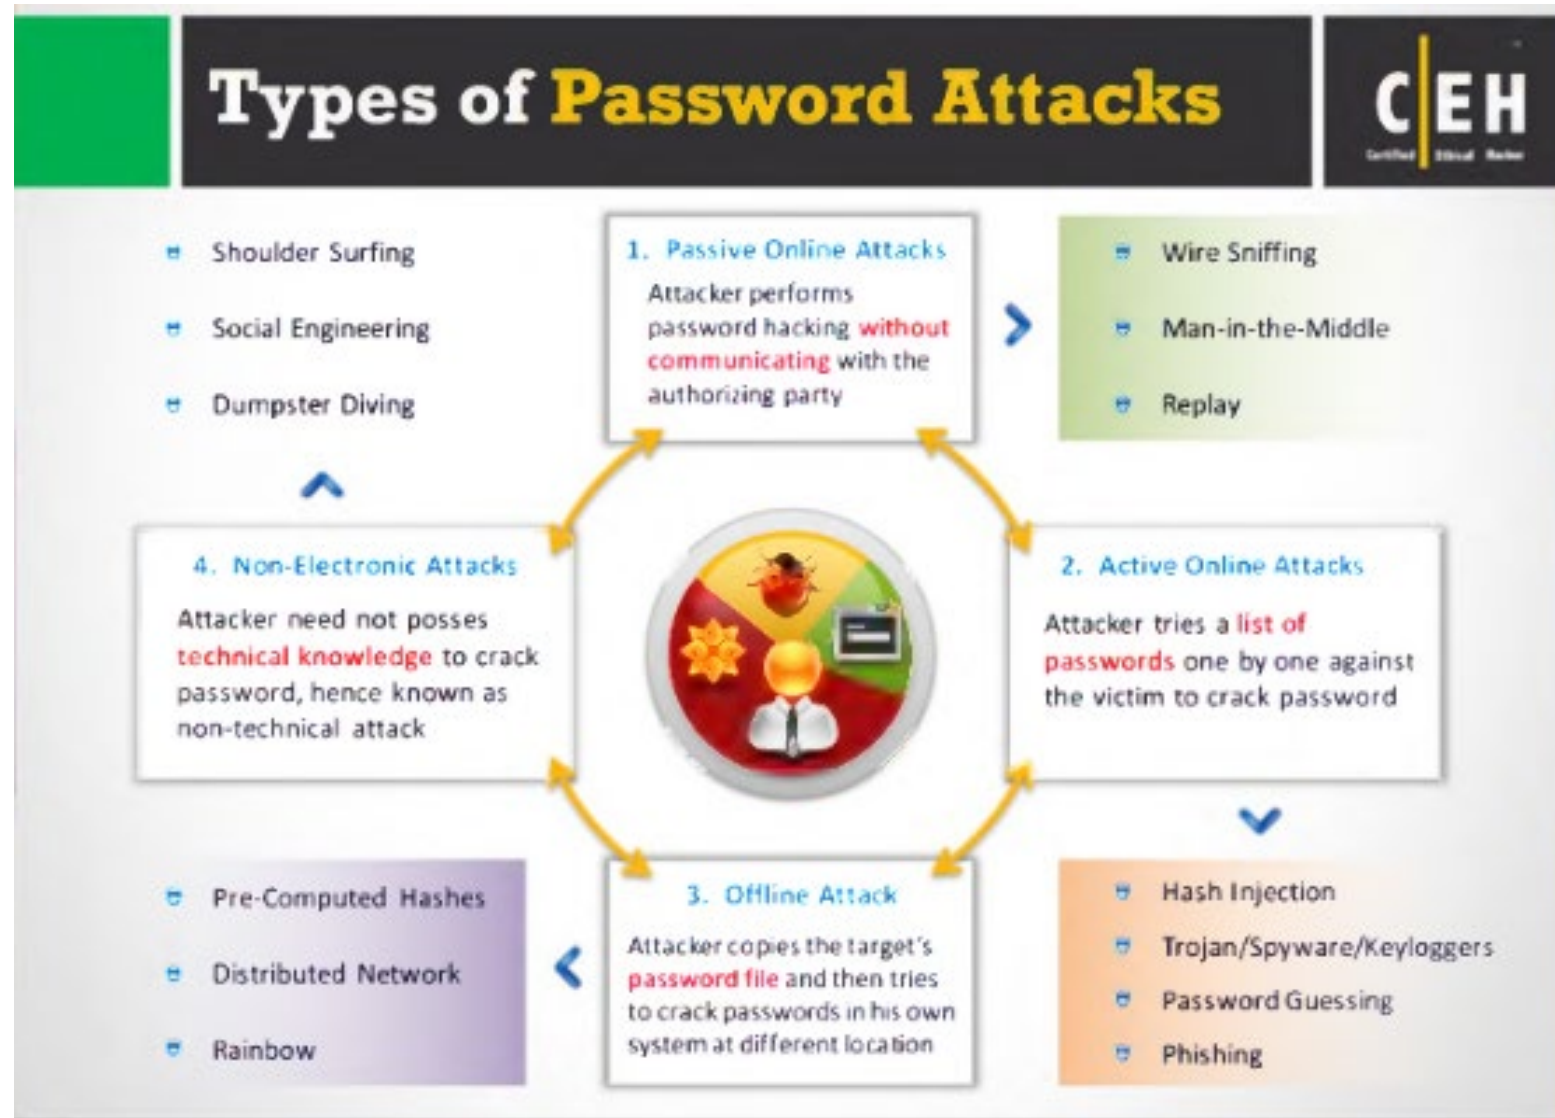 Types of Password Attacks
C|EH
Certified Ethical Hacker
Shoulder Surfing
Social Engineering
Dumpster Diving
1. Passive Online Attacks
Attacker performs
password hacking without
communicating with the
authorizing party
Wire Sniffing
Man-in-the-Middle
Replay
4. Non-Electronic Attacks
Attacker need not posses
technical knowledge to crack
password, hence known as
non-technical attack
2. Active Online Attacks
Attacker tries a list of
passwords one by one against
the victim to crack password
Pre-Computed Hashes
Distributed Network
Rainbow
3. Offline Attack
Attacker copies the target's
password file and then tries
to crack passwords in his own
system at different location
Hash Injection
Trojan/Spyware/Keyloggers
Password Guessing
Phishing